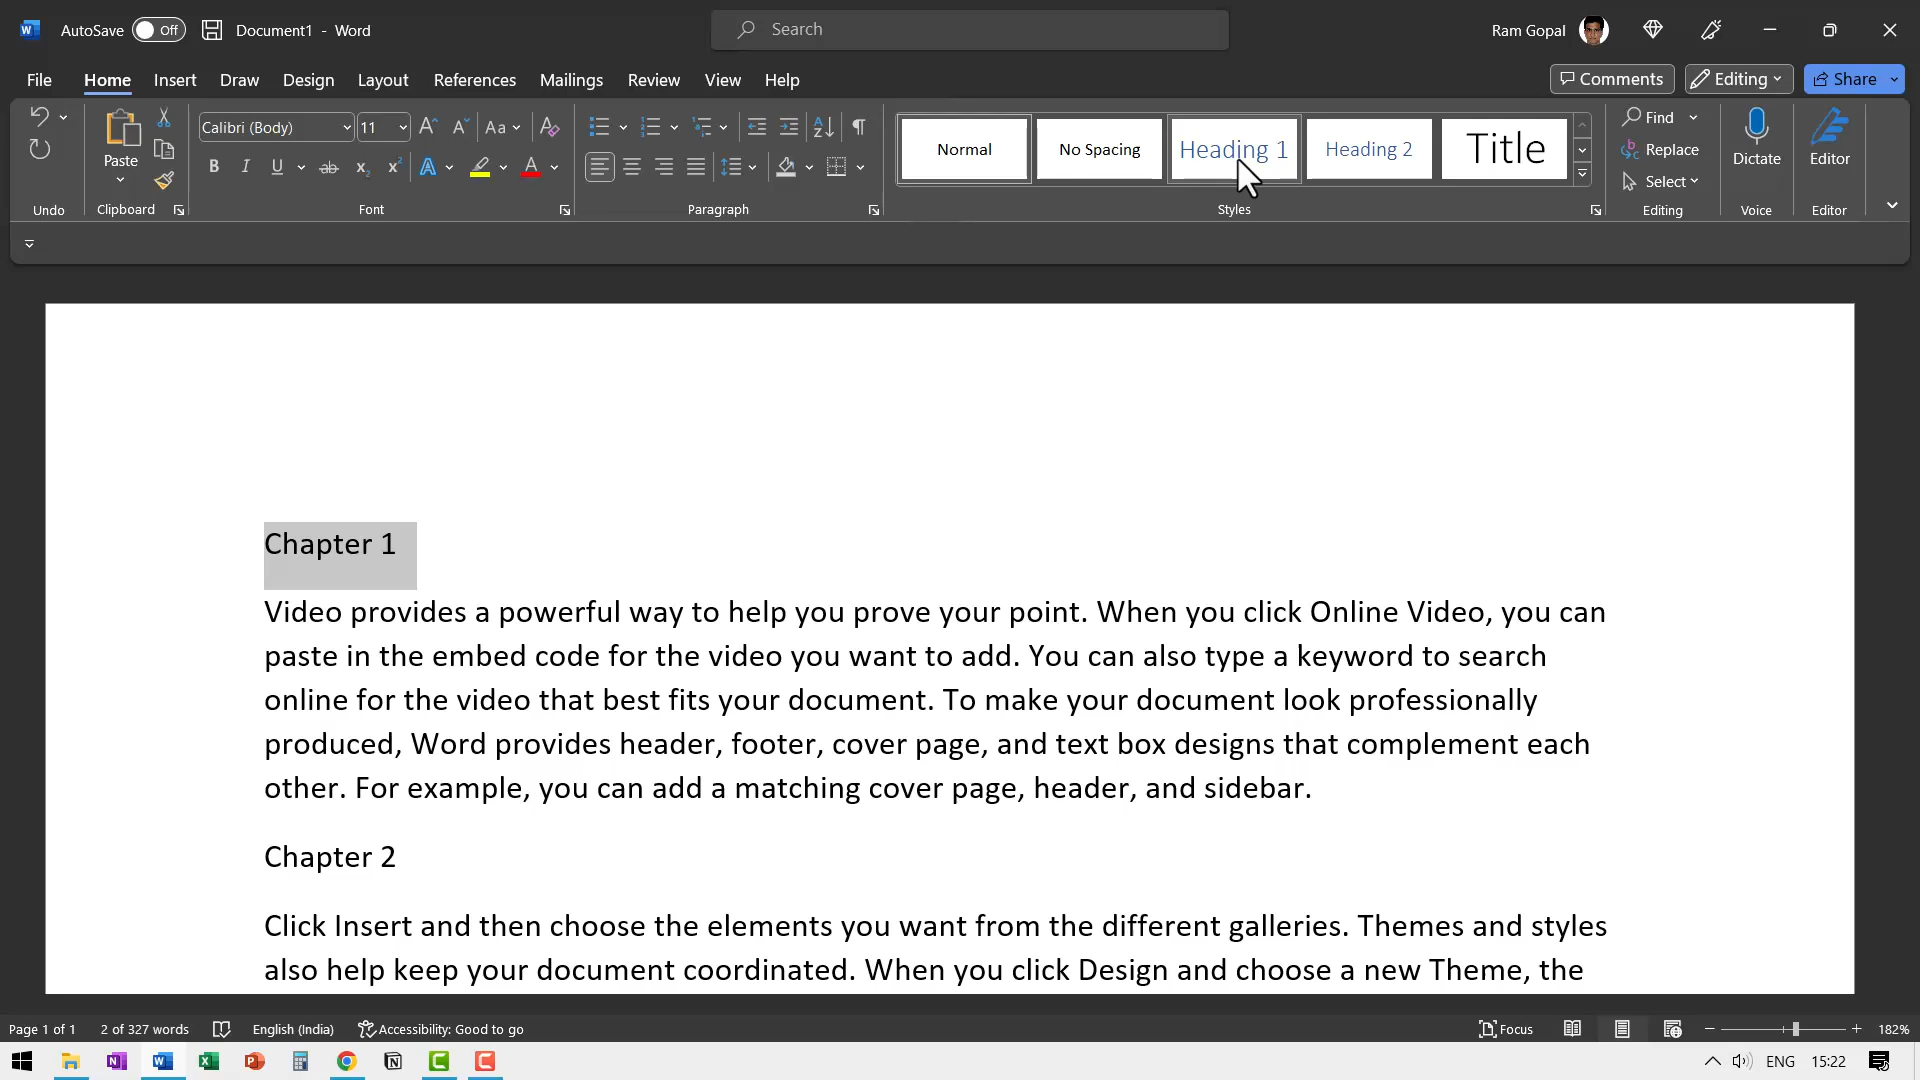 AutoSave Off Document1 - Word Search Ram Gopal
File Home Insert Draw Design Layout References Mailings Review View Help Comments Editing Share
Calibri (Body) 11 Aa
Paste
Normal No Spacing Heading 1 Heading 2 Title
Find
Replace
Select
Dictate
Editor
Undo Clipboard Font Paragraph Styles Editing Voice Editor
Chapter 1
Video provides a powerful way to help you prove your point. When you click Online Video, you can
paste in the embed code for the video you want to add. You can also type a keyword to search
online for the video that best fits your document. To make your document look professionally
produced, Word provides header, footer, cover page, and text box designs that complement each
other. For example, you can add a matching cover page, header, and sidebar.
Chapter 2
Click Insert and then choose the elements you want from the different galleries. Themes and styles
also help keep your document coordinated. When you click Design and choose a new Theme, the
Page 1 of 1 2 of 327 words English (India) Accessibility: Good to go Focus 182%
ENG 15:22